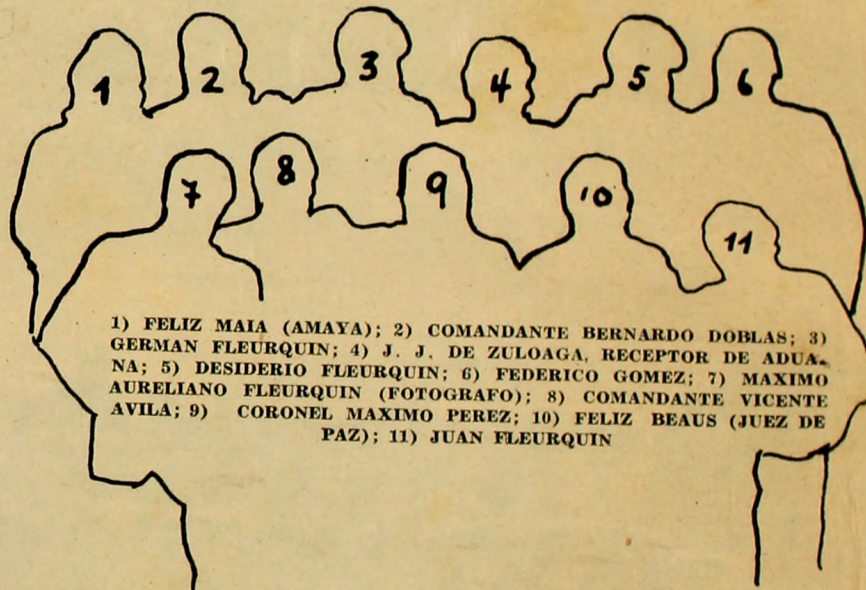 1 2 3 4 5 6
7 8 9 10 11
1) FELIZ MAIA (AMAYA); 2) COMANDANTE BERNARDO DOBLAS; 3)
GERMAN FLEURQUIN; 4) J. J. DE ZULOAGA, RECEPTOR DE ADUA-
NA; 5) DESIDERIO FLEURQUIN; 6) FEDERICO GOMEZ; 7) MAXIMO
AURELIANO FLEURQUIN (FOTOGRAFO); 8) COMANDANTE VICENTE
AVILA; 9) CORONEL MAXIMO PEREZ; 10) FELIZ BEAUS (JUEZ DE
PAZ); 11) JUAN FLEURQUIN